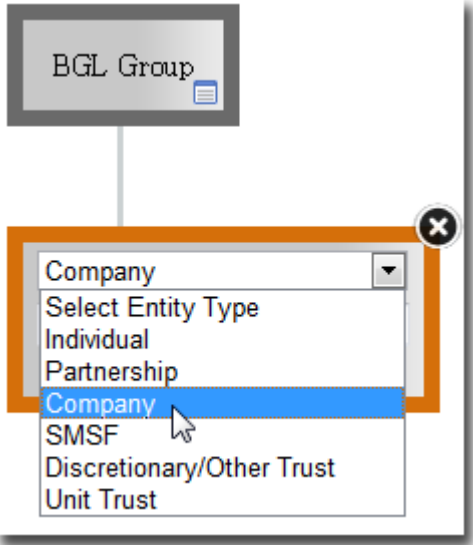 BGL Group
Company
Select Entity Type
Individual
Partnership
Company
SMSF
Discretionary/Other Trust
Unit Trust